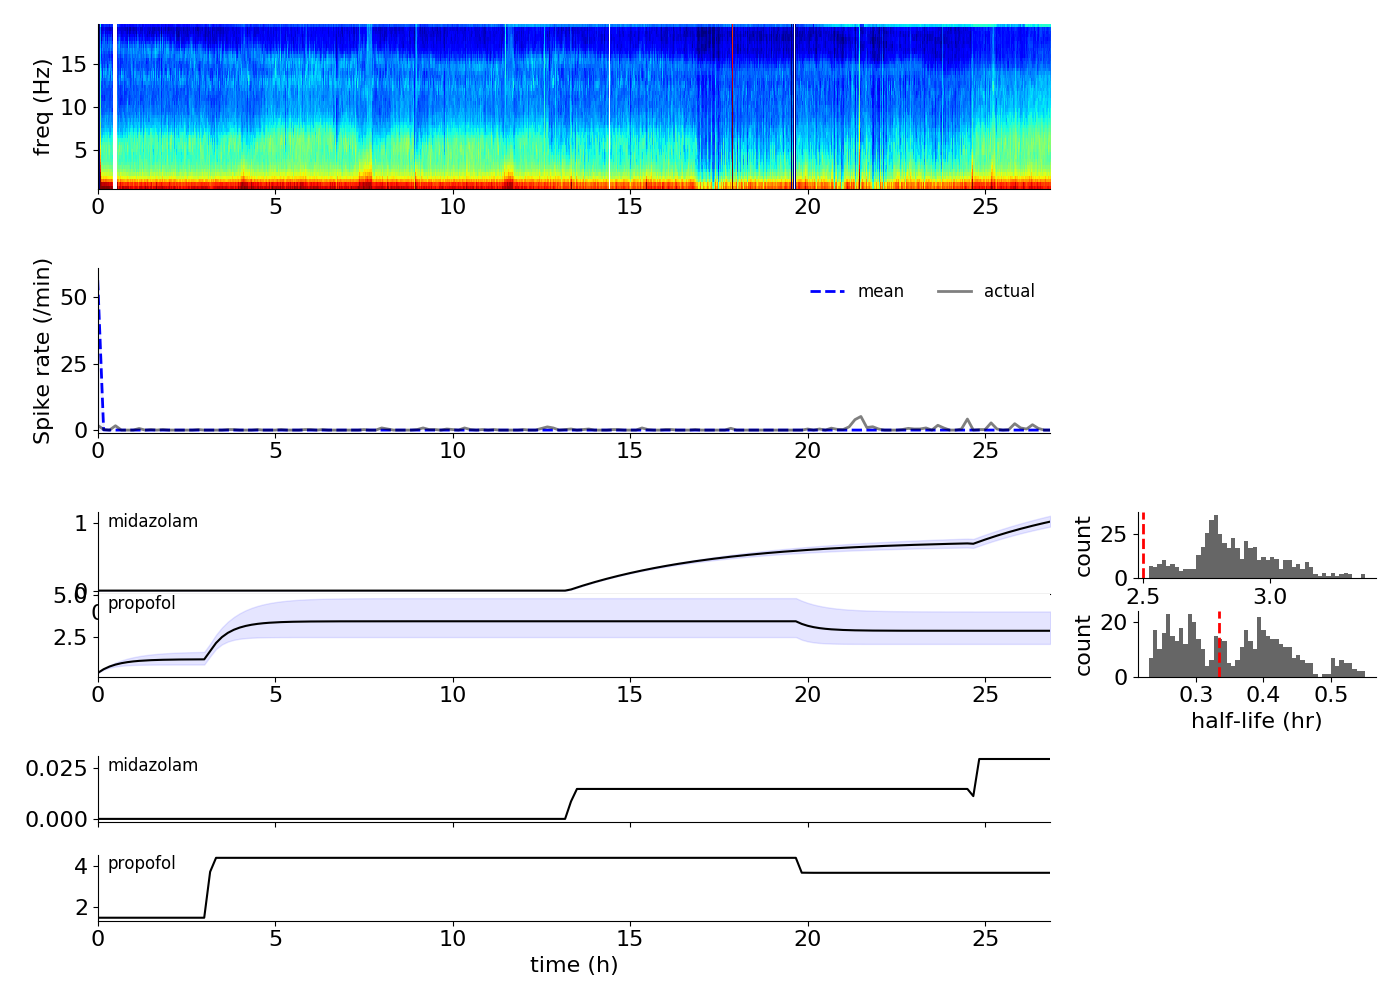 freq (Hz)
15
10
5
0 5 10 15 20 25
Spike rate (/min)
50
25
0
mean actual
0 5 10 15 20 25
midazolam
1
0
0
count
25
0
2.5 3.0
propofol
5.0
2.5
0 5 10 15 20 25
count
20
0
0.3 0.4 0.5
half-life (hr)
midazolam
0.025
0.000
propofol
4
2
0 5 10 15 20 25
time (h)